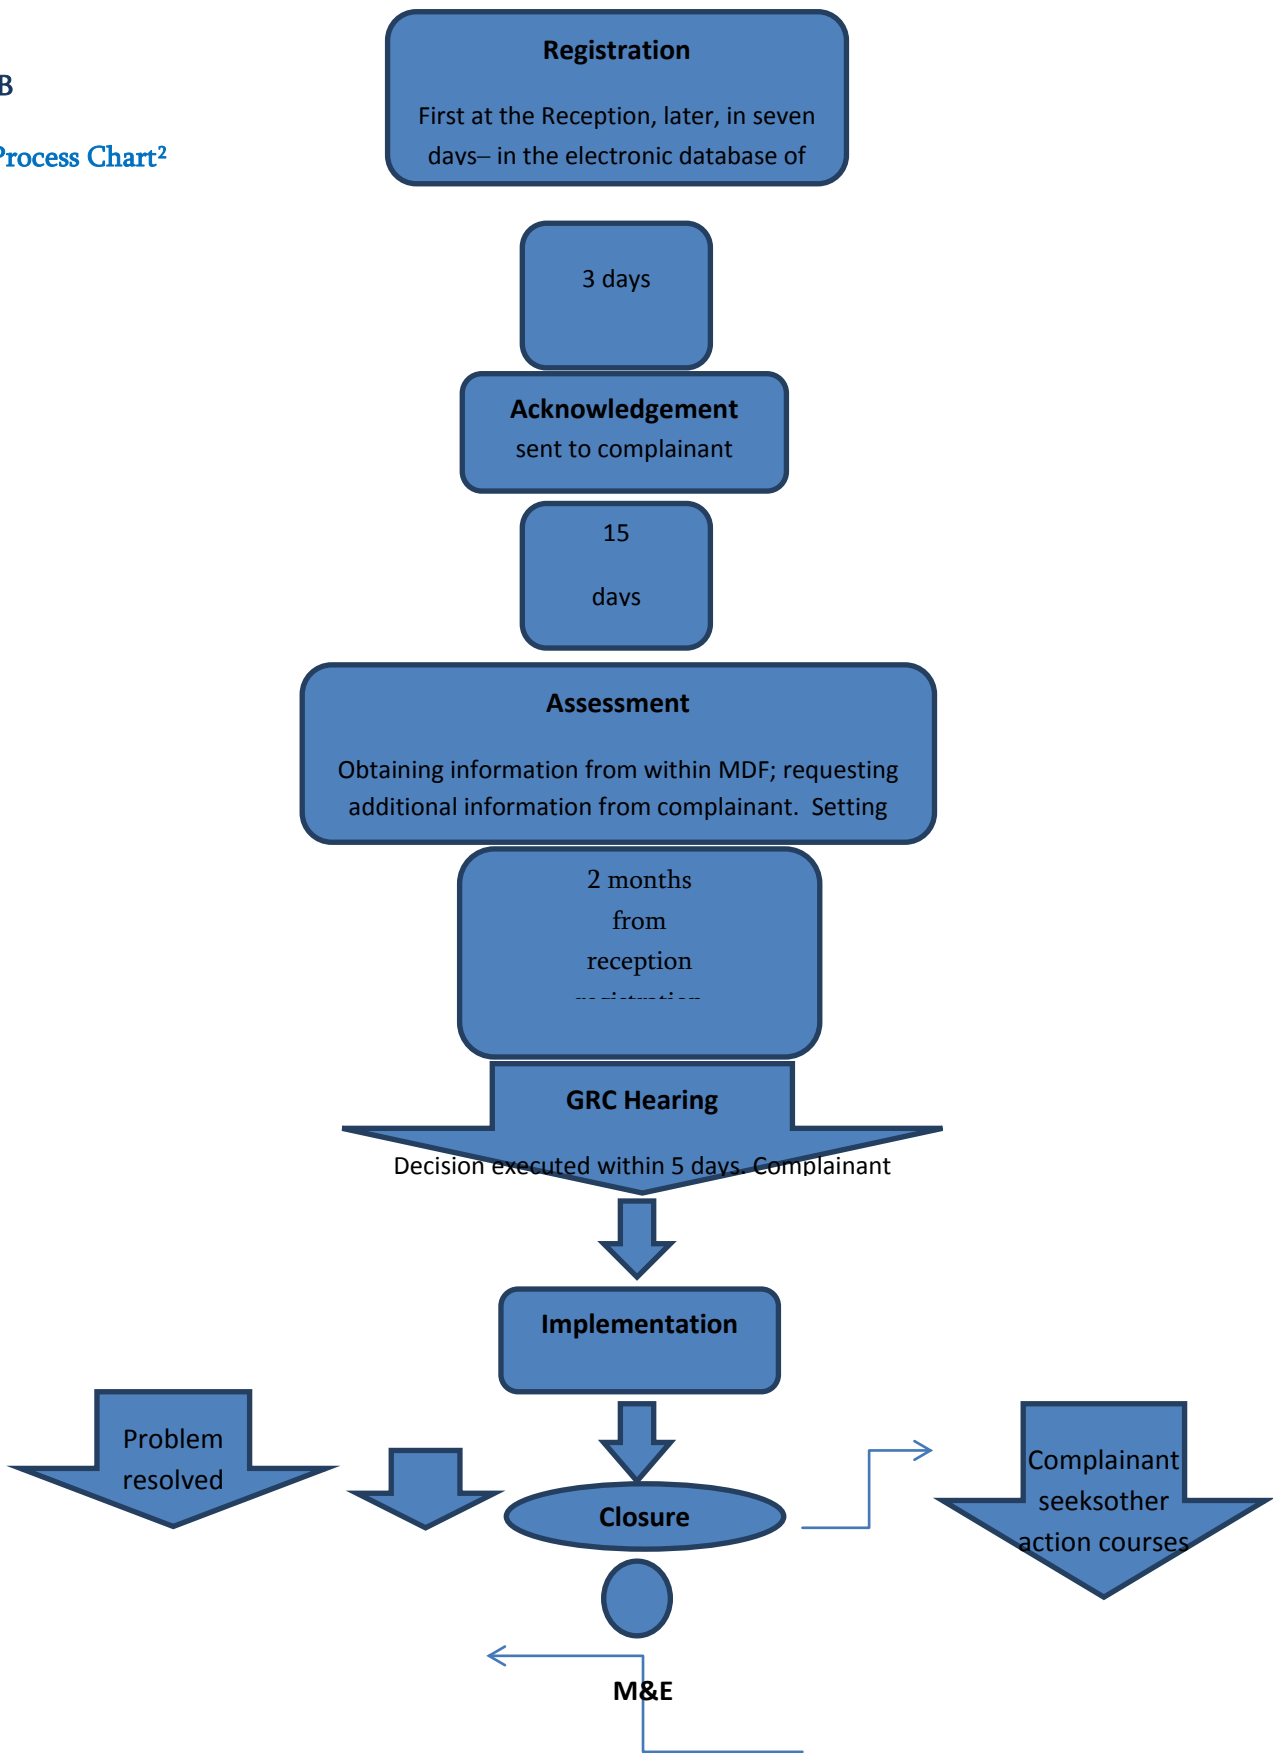 B
Process Chart²
Registration
First at the Reception, later, in seven
days– in the electronic database of
3 days
Acknowledgement
sent to complainant
15
days
Assessment
Obtaining information from within MDF; requesting
additional information from complainant. Setting
2 months
from
reception
registration
GRC Hearing
Decision executed within 5 days. Complainant
Implementation
Problem
resolved
Closure
Complainant
seeksother
action courses
M&E